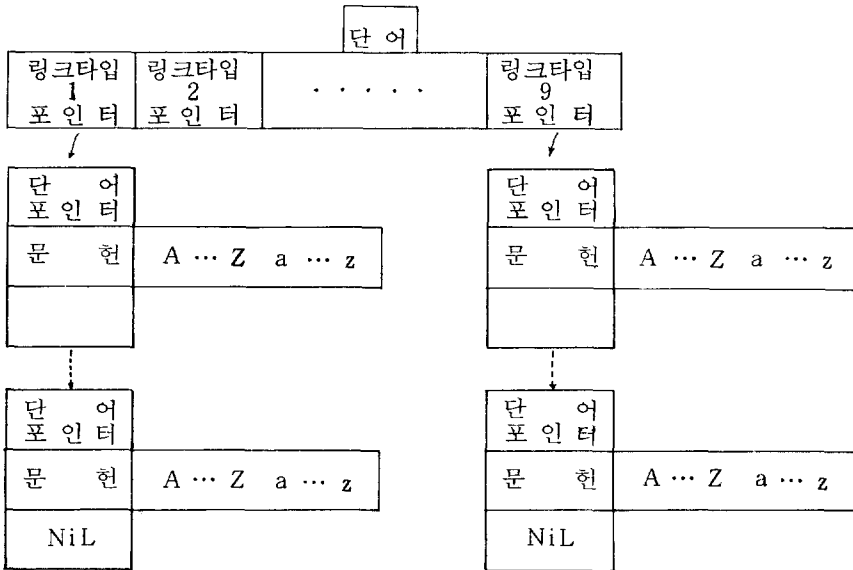 단 어
링크타입 링크타입 링크타입
1 2 · · · · · 9
포 인 터 포 인 터 포 인 터
단 어 단 어
포 인 터 포 인 터
문 헌 A ··· Z a ··· z 문 헌 A ··· Z a ··· z
단 어 단 어
포 인 터 포 인 터
문 헌 A ··· Z a ··· z 문 헌 A ··· Z a ··· z
NiL NiL